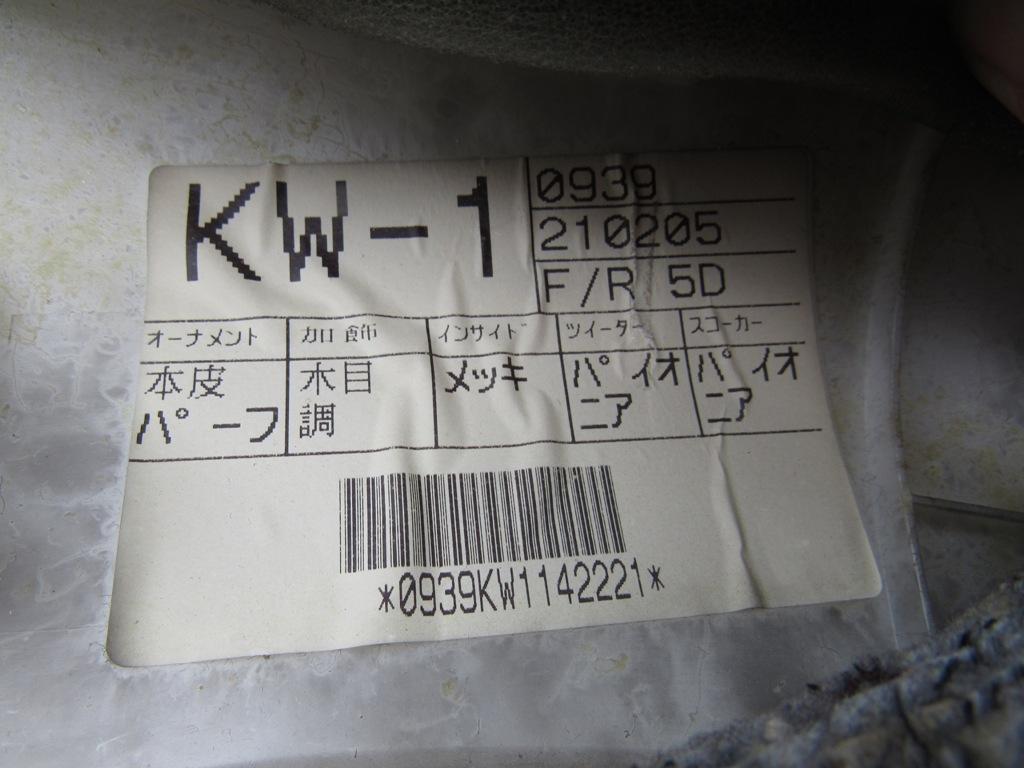 KW-1
0939
210205
F/R 5D
オーナメント 加飾 インサイド ツイーター スコーカー
本皮 木目 メッキ パイオ パイオ
パーフ 調 ニア ニア
*0939KW1142221*